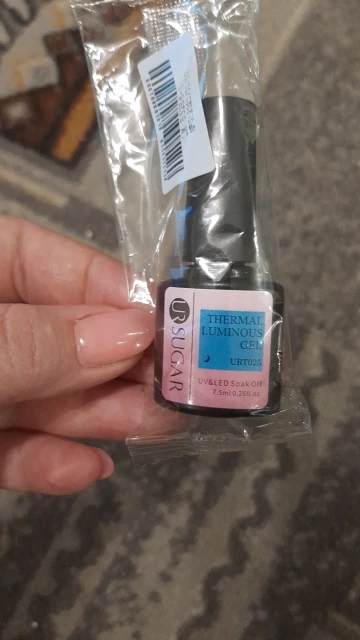 UR SUGAR
THERMAL
LUMINOUS
GEL
URT025
UV&LED Soak Off
7.5ml 0.26fl.oz